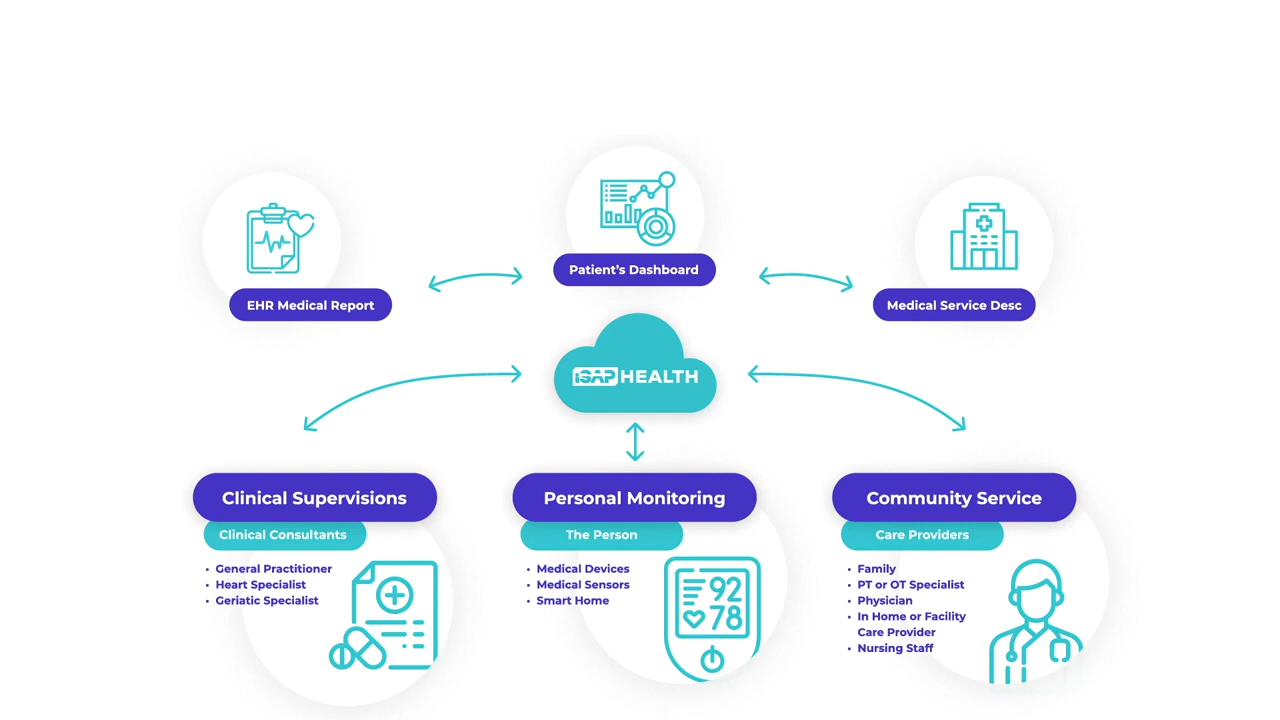 Patient's Dashboard
EHR Medical Report
Medical Service Desc
iSAP HEALTH
Clinical Supervisions
Clinical Consultants
• General Practitioner
• Heart Specialist
• Geriatic Specialist
Personal Monitoring
The Person
• Medical Devices
• Medical Sensors
• Smart Home
92
78
Community Service
Care Providers
• Family
• PT or OT Specialist
• Physician
• In Home or Facility
Care Provider
• Nursing Staff